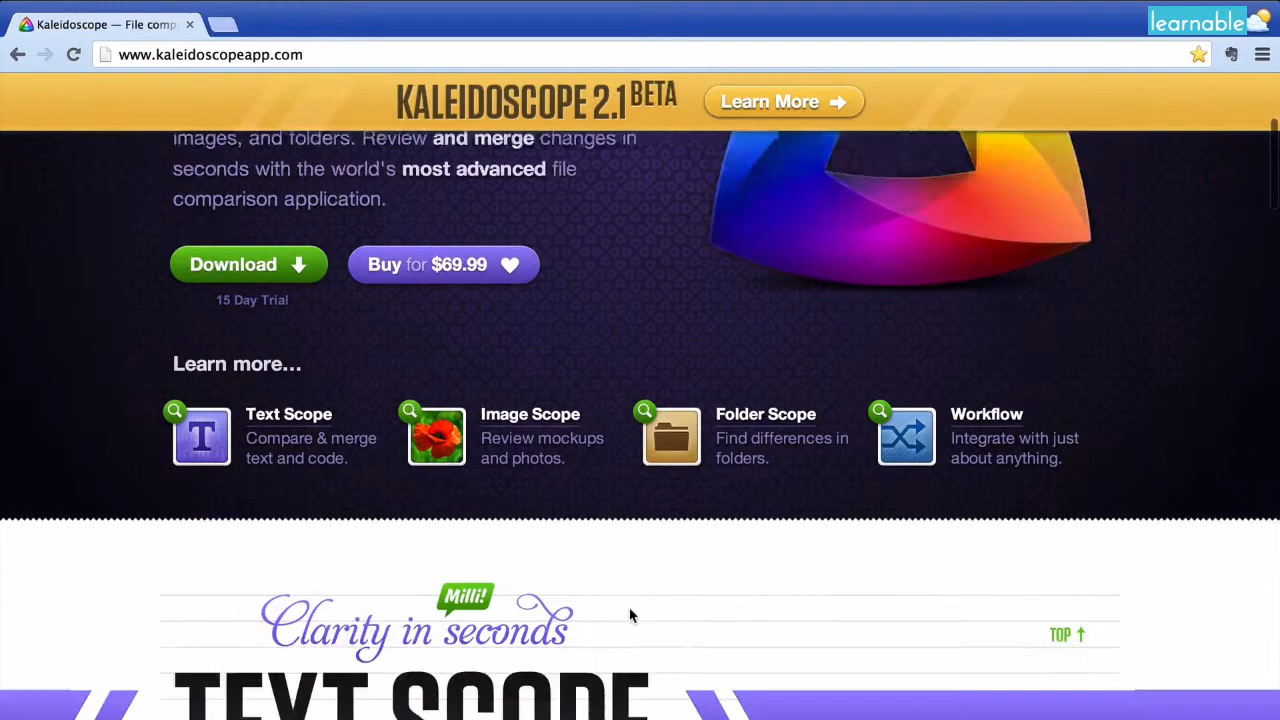 Kaleidoscope — File comp
learnable
www.kaleidoscopeapp.com
KALEIDOSCOPE 2.1 BETA
Learn More
images, and folders. Review and merge changes in
seconds with the world's most advanced file
comparison application.
Download
Buy for $69.99
15 Day Trial
Learn more...
Text Scope
Compare & merge
text and code.
Image Scope
Review mockups
and photos.
Folder Scope
Find differences in
folders.
Workflow
Integrate with just
about anything.
T
Milli!
Clarity in seconds
TOP
TEXT SCOPE